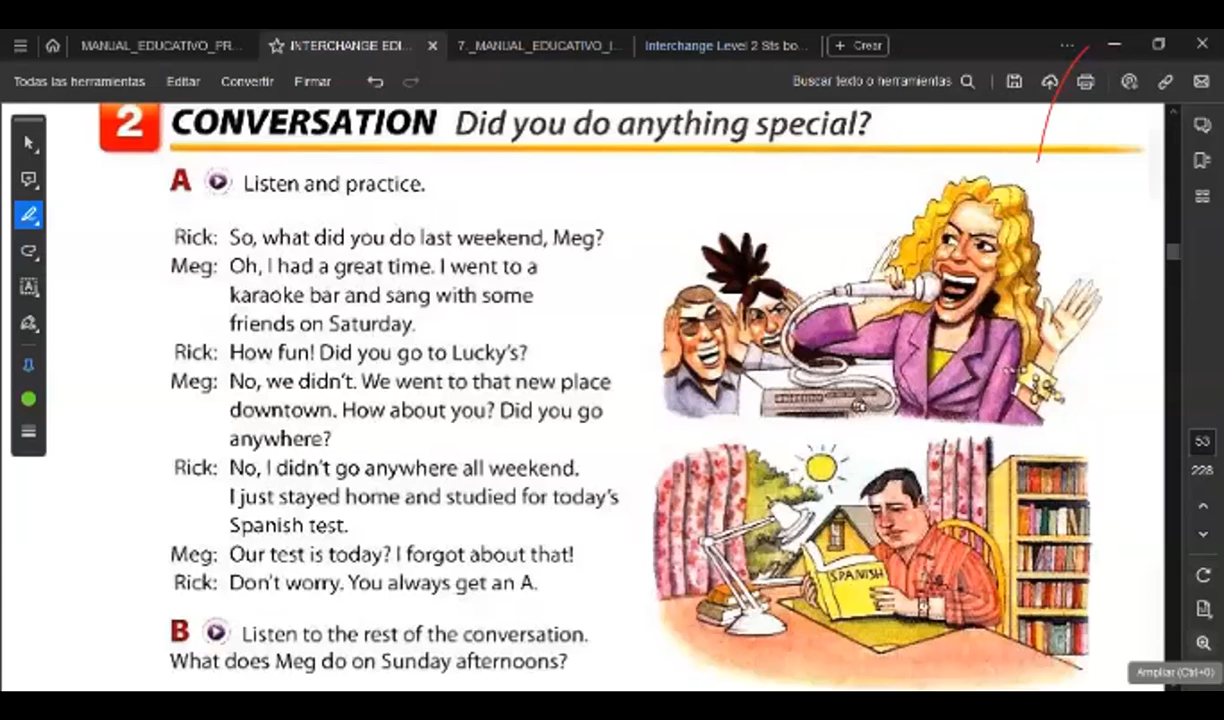 MANUAL_EDUCATIVO_PR...
INTERCHANGE EDI...
7._MANUAL_EDUCATIVO_I...
Interchange Level 2 Sts bo...
+ Crear
Todas las herramientas
Editar
Convertir
Firmar
Buscar texto o herramientas
2 CONVERSATION Did you do anything special?
A Listen and practice.
Rick: So, what did you do last weekend, Meg?
Meg: Oh, I had a great time. I went to a
karaoke bar and sang with some
friends on Saturday.
Rick: How fun! Did you go to Lucky's?
Meg: No, we didn't. We went to that new place
downtown. How about you? Did you go
anywhere?
Rick: No, I didn't go anywhere all weekend.
I just stayed home and studied for today's
Spanish test.
Meg: Our test is today? I forgot about that!
Rick: Don't worry. You always get an A.
SPANISH
B Listen to the rest of the conversation.
What does Meg do on Sunday afternoons?
53
228
Ampliar (Ctrl+0)